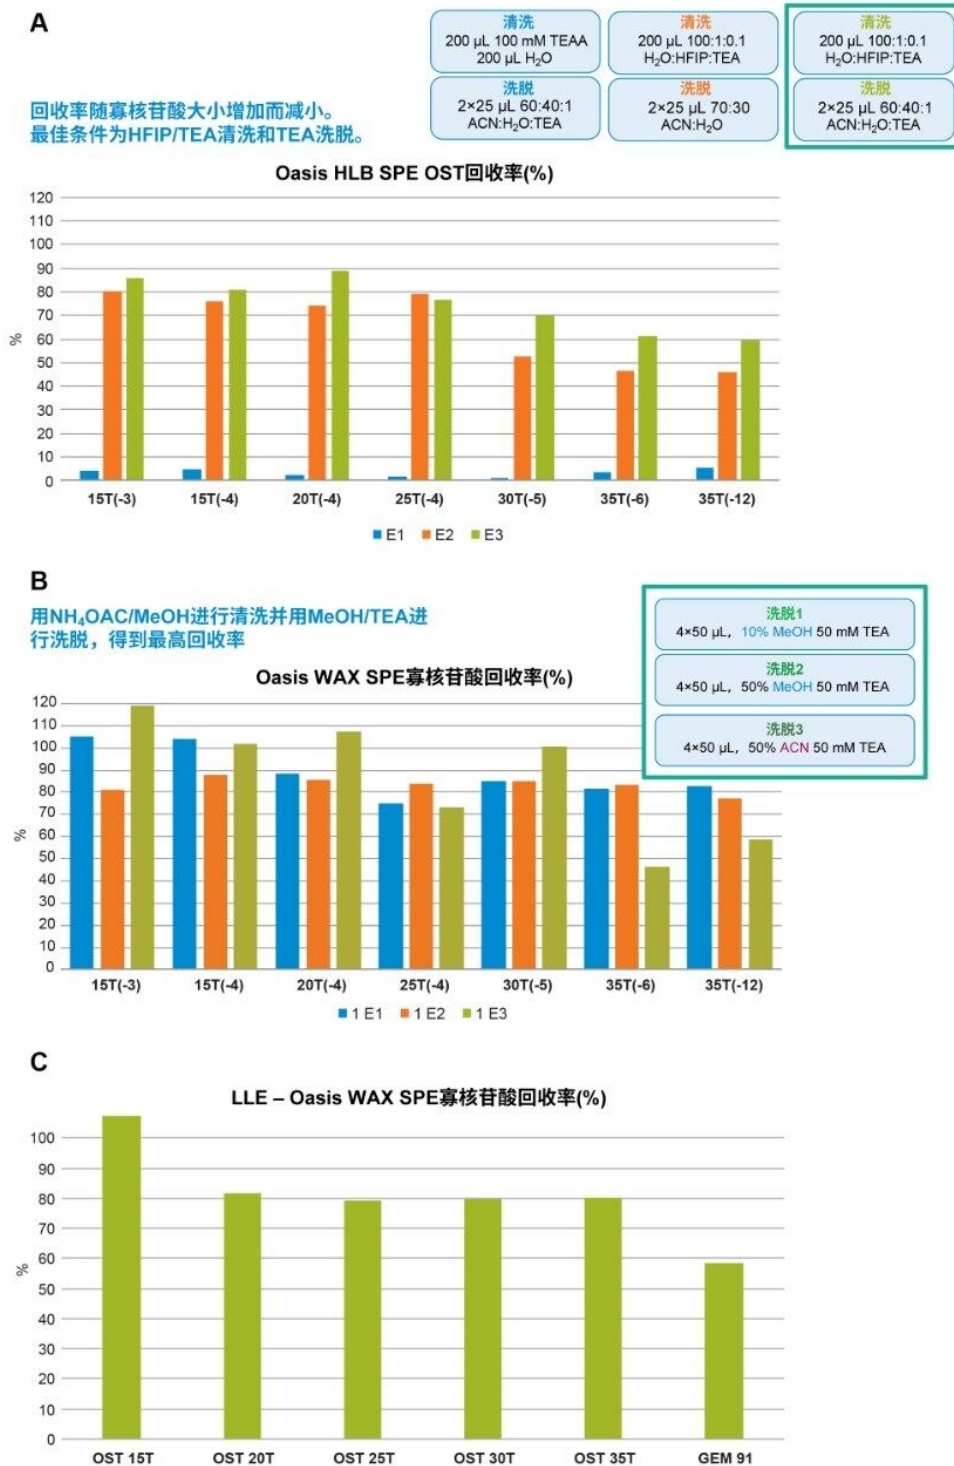 A
清洗
200 μL 100 mM TEAA
200 μL H₂O
清洗
200 μL 100:1:0.1
H₂O:HFIP:TEA
清洗
200 μL 100:1:0.1
H₂O:HFIP:TEA
洗脱
2×25 μL 60:40:1
ACN:H₂O:TEA
洗脱
2×25 μL 70:30
ACN:H₂O
洗脱
2×25 μL 60:40:1
ACN:H₂O:TEA
回收率随寡核苷酸大小增加而减小。
最佳条件为HFIP/TEA清洗和TEA洗脱。
Oasis HLB SPE OST回收率(%)
120
110
100
90
80
70
60
50
40
30
20
10
0
%
15T(-3) 15T(-4) 20T(-4) 25T(-4) 30T(-5) 35T(-6) 35T(-12)
E1 E2 E3
B
用NH₄OAC/MeOH进行清洗并用MeOH/TEA进
行洗脱，得到最高回收率
洗脱1
4×50 μL，10% MeOH 50 mM TEA
洗脱2
4×50 μL，50% MeOH 50 mM TEA
洗脱3
4×50 μL，50% ACN 50 mM TEA
Oasis WAX SPE寡核苷酸回收率(%)
120
110
100
90
80
70
60
50
40
30
20
10
0
%
15T(-3) 15T(-4) 20T(-4) 25T(-4) 30T(-5) 35T(-6) 35T(-12)
1 E1 1 E2 1 E3
C
LLE – Oasis WAX SPE寡核苷酸回收率(%)
100
90
80
70
60
50
40
30
20
10
0
%
OST 15T OST 20T OST 25T OST 30T OST 35T GEM 91